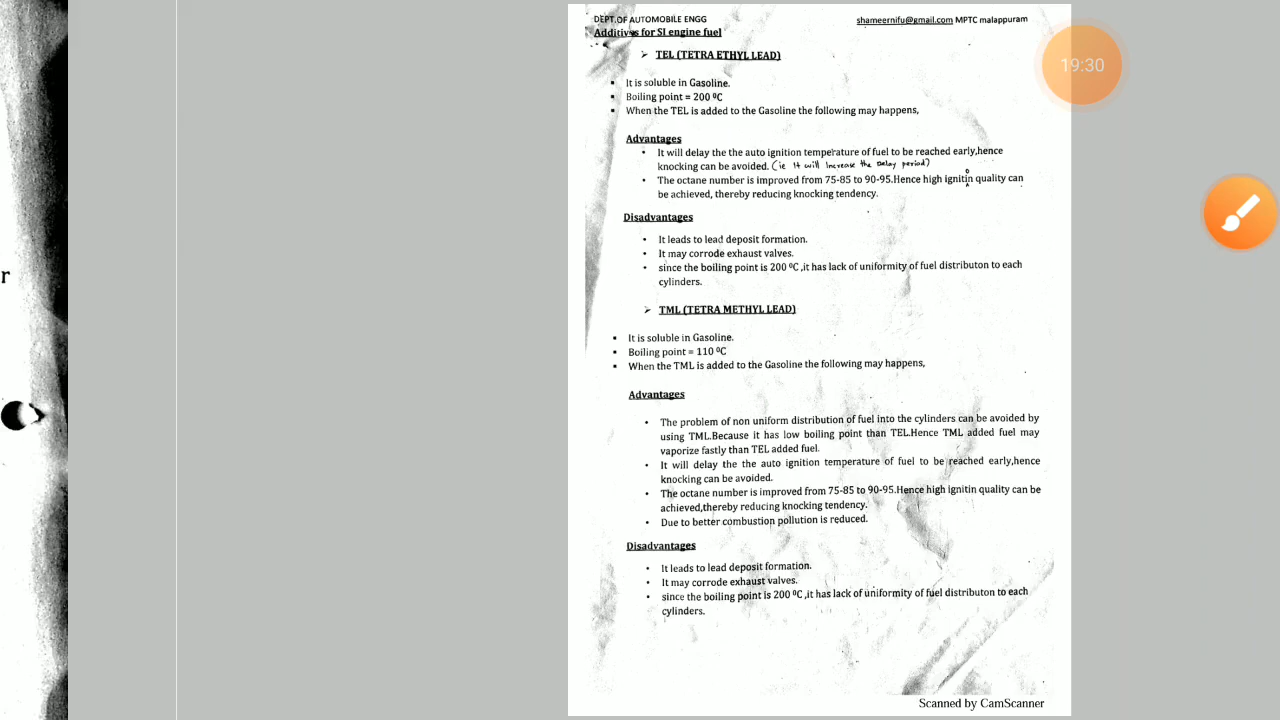 DEPT.OF AUTOMOBILE ENGG shameernifu@gmail.com MPTC malappuram
Additives for SI engine fuel
➢ TEL (TETRA ETHYL LEAD)
▪ It is soluble in Gasoline.
▪ Boiling point = 200 ⁰C
▪ When the TEL is added to the Gasoline the following may happens,
Advantages
• It will delay the the auto ignition temperature of fuel to be reached early,hence
knocking can be avoided. (ie It will increase the delay period)
• The octane number is improved from 75-85 to 90-95.Hence high ignitin quality can
o
be achieved, thereby reducing knocking tendency.
Disadvantages
• It leads to lead deposit formation.
• It may corrode exhaust valves.
• since the boiling point is 200 ⁰C ,it has lack of uniformity of fuel distributon to each
cylinders.
➢ TML (TETRA METHYL LEAD)
▪ It is soluble in Gasoline.
▪ Boiling point = 110 ⁰C
▪ When the TML is added to the Gasoline the following may happens,
Advantages
• The problem of non uniform distribution of fuel into the cylinders can be avoided by
using TML.Because it has low boiling point than TEL.Hence TML added fuel may
vaporize fastly than TEL added fuel.
• It will delay the the auto ignition temperature of fuel to be reached early,hence
knocking can be avoided.
• The octane number is improved from 75-85 to 90-95.Hence high ignitin quality can be
achieved,thereby reducing knocking tendency.
• Due to better combustion pollution is reduced.
Disadvantages
• It leads to lead deposit formation.
• It may corrode exhaust valves.
• since the boiling point is 200 ⁰C ,it has lack of uniformity of fuel distributon to each
cylinders.
Scanned by CamScanner
19:30
r